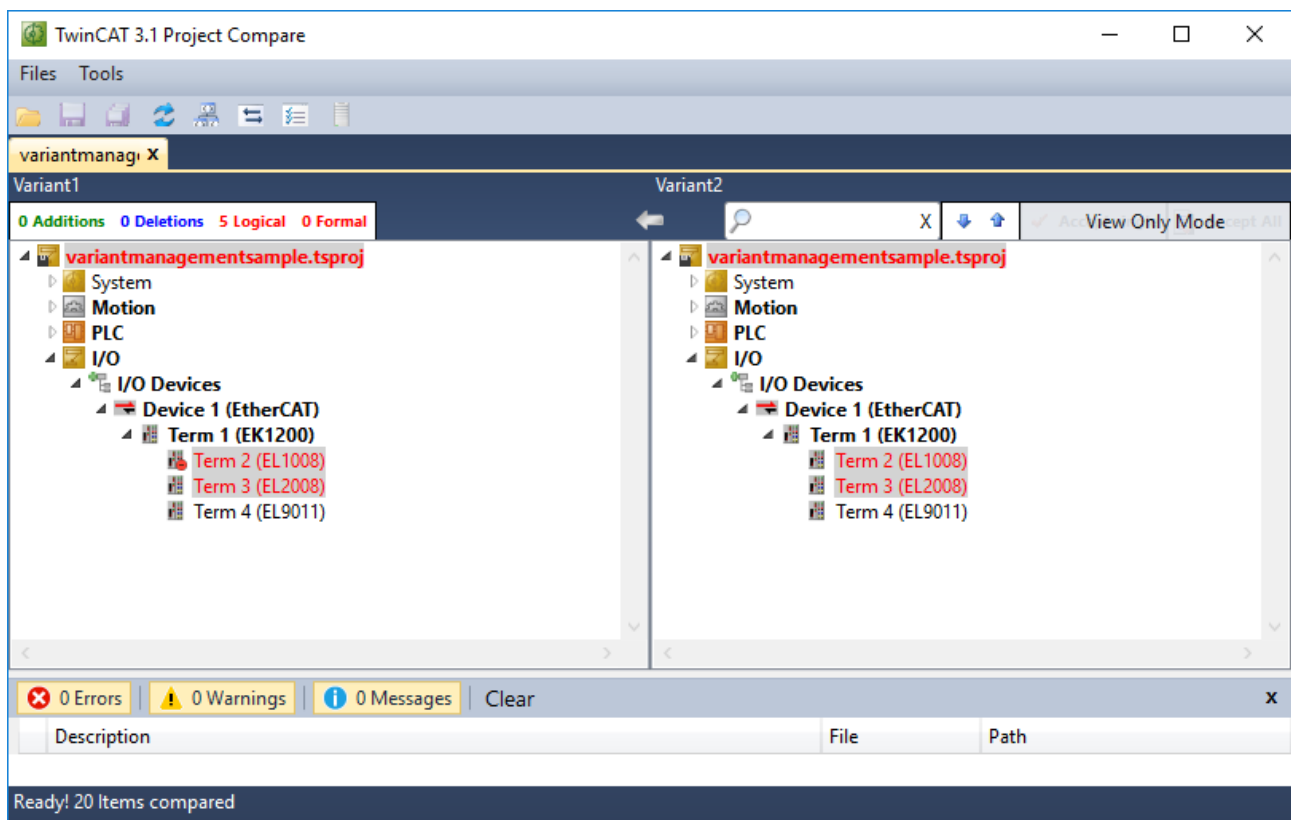 TwinCAT 3.1 Project Compare
Files Tools
variantmanag X
Variant1 Variant2
0 Additions 0 Deletions 5 Logical 0 Formal X View Only Mode
variantmanagementsample.tsproj variantmanagementsample.tsproj
System System
Motion Motion
PLC PLC
I/O I/O
I/O Devices I/O Devices
Device 1 (EtherCAT) Device 1 (EtherCAT)
Term 1 (EK1200) Term 1 (EK1200)
Term 2 (EL1008) Term 2 (EL1008)
Term 3 (EL2008) Term 3 (EL2008)
Term 4 (EL9011) Term 4 (EL9011)
0 Errors 0 Warnings 0 Messages Clear x
Description File Path
Ready! 20 Items compared